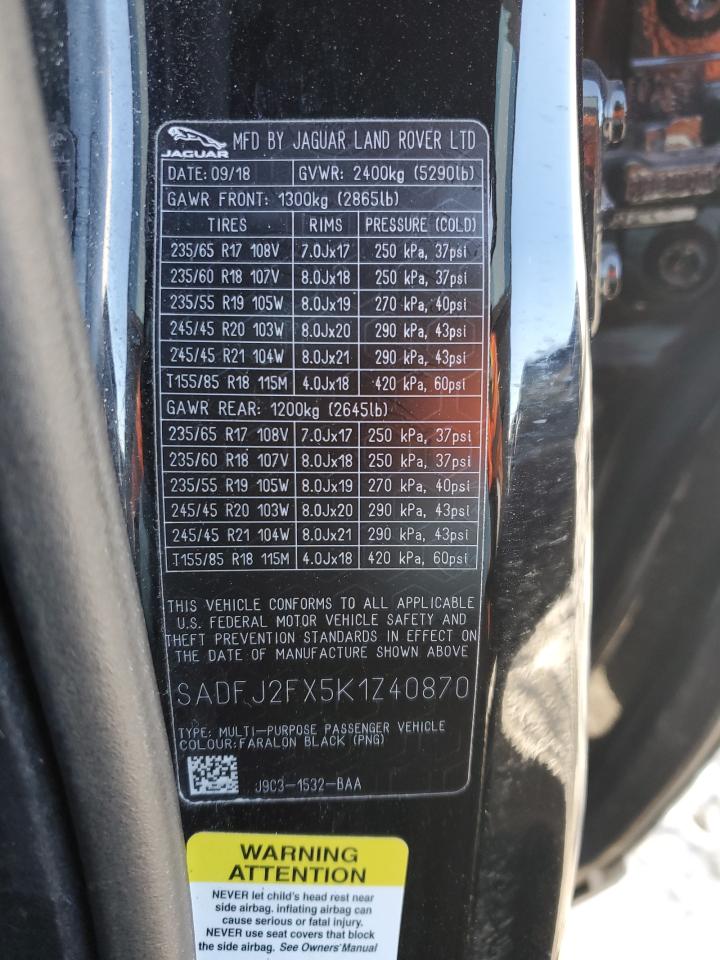 JAGUAR MFD BY JAGUAR LAND ROVER LTD
DATE: 09/18 GVWR: 2400kg (5290lb)
GAWR FRONT: 1300kg (2865lb)
TIRES RIMS PRESSURE (COLD)
235/65 R17 108V 7.0Jx17 250 kPa, 37psi
235/60 R18 107V 8.0Jx18 250 kPa, 37psi
235/55 R19 105W 8.0Jx19 270 kPa, 40psi
245/45 R20 103W 8.0Jx20 290 kPa, 43psi
245/45 R21 104W 8.0Jx21 290 kPa, 43psi
T155/85 R18 115M 4.0Jx18 420 kPa, 60psi
GAWR REAR: 1200kg (2645lb)
235/65 R17 108V 7.0Jx17 250 kPa, 37psi
235/60 R18 107V 8.0Jx18 250 kPa, 37psi
235/55 R19 105W 8.0Jx19 270 kPa, 40psi
245/45 R20 103W 8.0Jx20 290 kPa, 43psi
245/45 R21 104W 8.0Jx21 290 kPa, 43psi
T155/85 R18 115M 4.0Jx18 420 kPa, 60psi
THIS VEHICLE CONFORMS TO ALL APPLICABLE
U.S. FEDERAL MOTOR VEHICLE SAFETY AND
THEFT PREVENTION STANDARDS IN EFFECT ON
THE DATE OF MANUFACTURE SHOWN ABOVE
SADFJ2FX5K1Z40870
TYPE: MULTI-PURPOSE PASSENGER VEHICLE
COLOUR:FARALON BLACK (PNG)
J9C3-1532-BAA
WARNING
ATTENTION
NEVER let child's head rest near
side airbag. inflating airbag can
cause serious or fatal injury.
NEVER use seat covers that block
the side airbag. See Owners' Manual